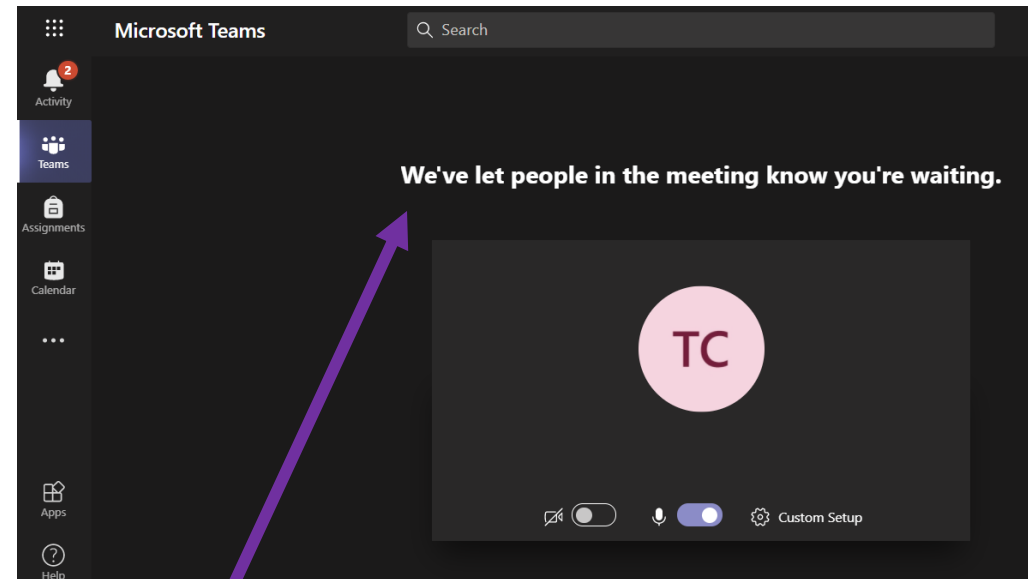 Microsoft Teams
Search
2
Activity
Teams
Assignments
Calendar
Apps
Help
We've let people in the meeting know you're waiting.
TC
Custom Setup